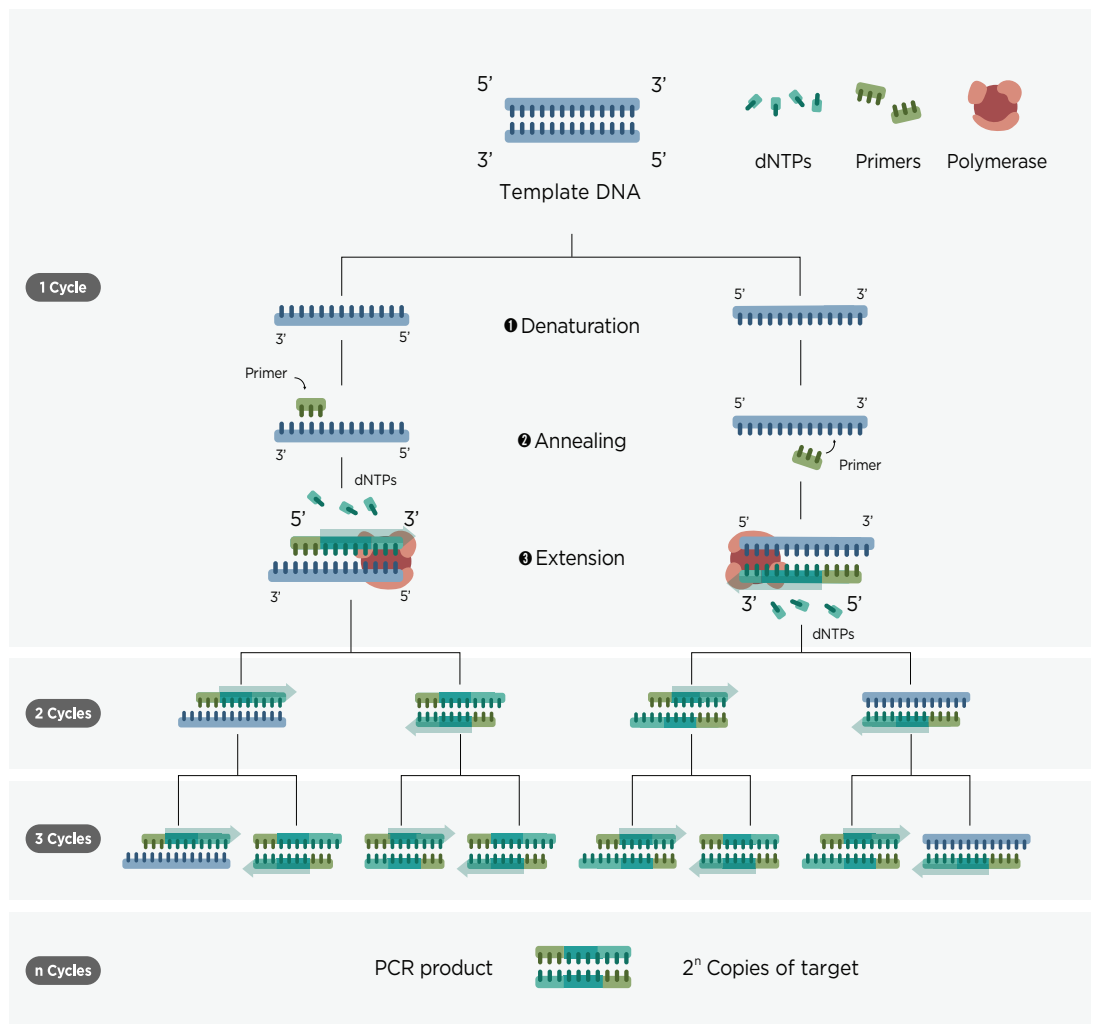 5’ 3’
3’ 5’
Template DNA
dNTPs Primers Polymerase
1 Cycle
3’ 5’
❶ Denaturation
5’ 3’
Primer
3’ 5’
❷ Annealing
5’ 3’
Primer
dNTPs
5’ 3’
3’ 5’
❸ Extension
5’ 3’
3’ 5’
dNTPs
2 Cycles
3 Cycles
n Cycles
PCR product
2ⁿ Copies of target